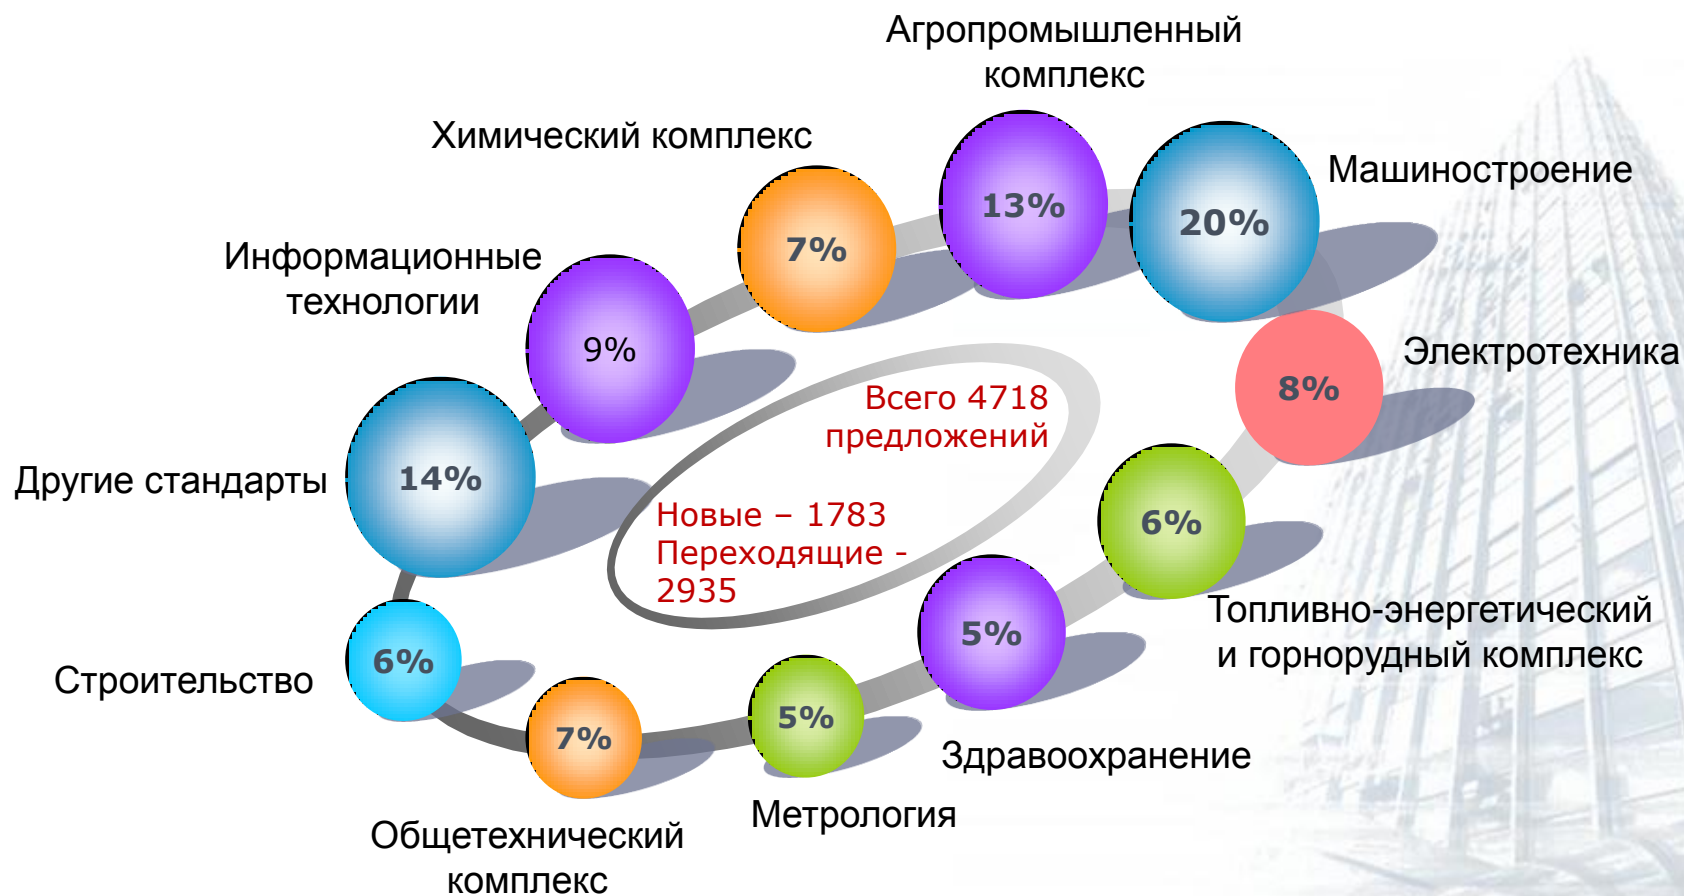 Агропромышленный
комплекс
Химический комплекс
Машиностроение
13%
20%
7%
Информационные
технологии
9%
Электротехника
8%
Всего 4718
предложений
Другие стандарты
14%
Новые – 1783
Переходящие -
2935
6%
Топливно-энергетический
и горнорудный комплекс
5%
Строительство
6%
5%
7%
Здравоохранение
Метрология
Общетехнический
комплекс